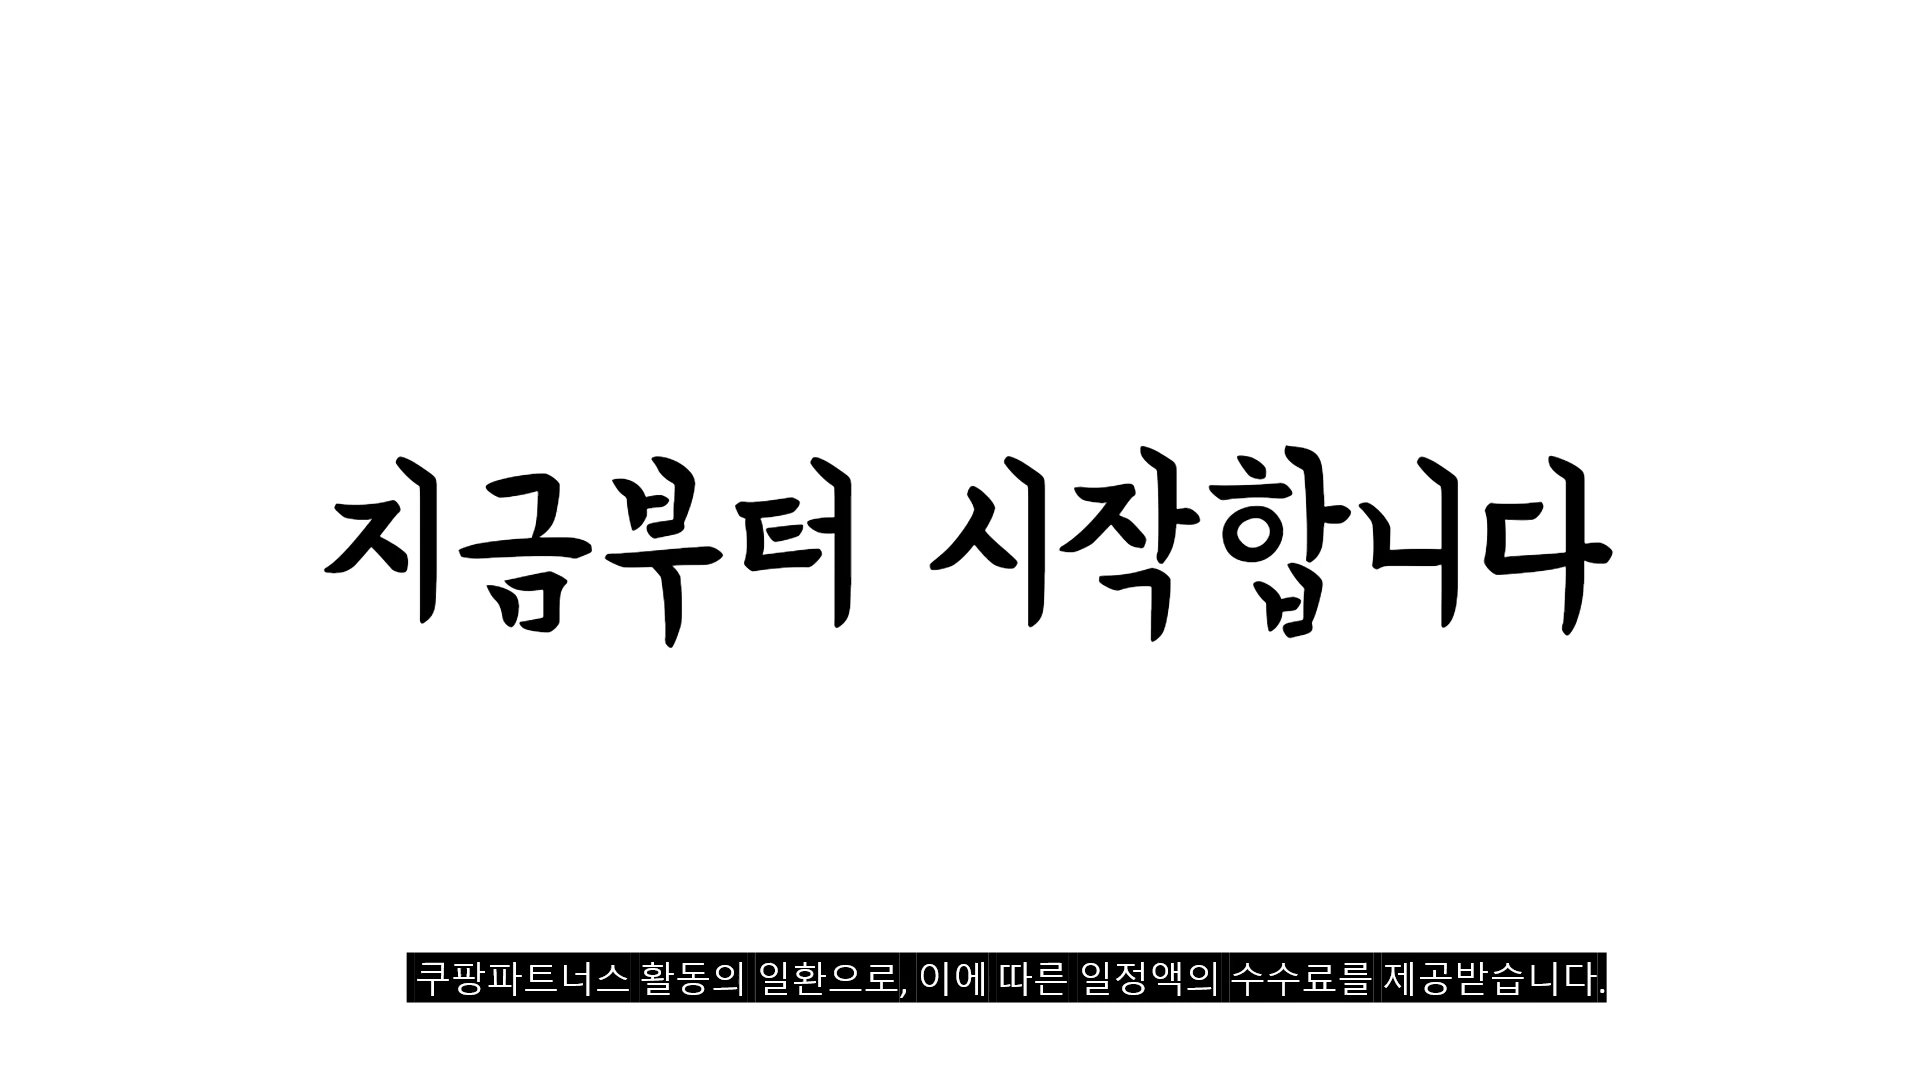 지금부터 시작합니다
쿠팡파트너스 활동의 일환으로, 이에 따른 일정액의 수수료를 제공받습니다.